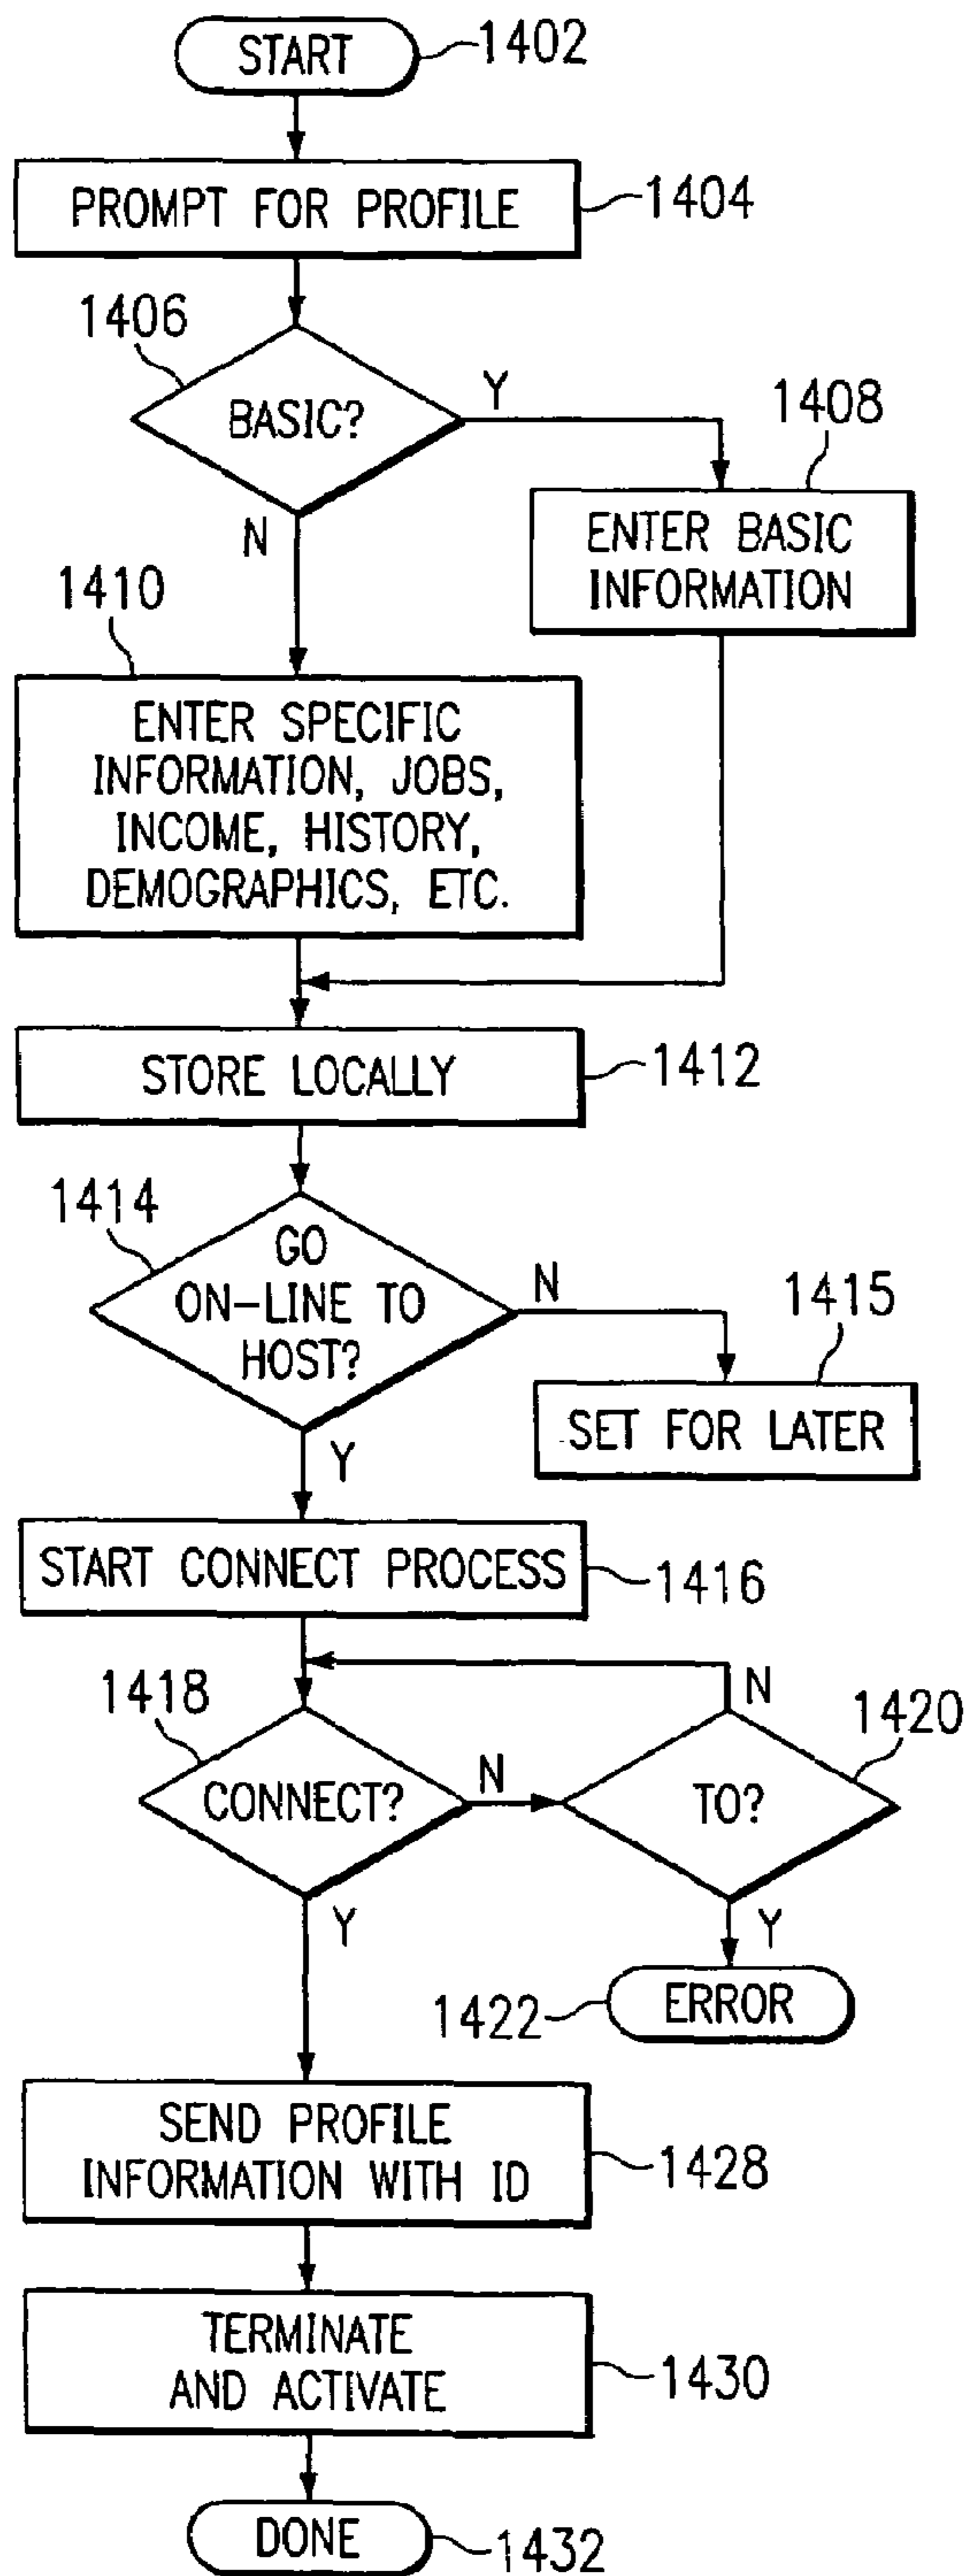 START
1402
PROMPT FOR PROFILE
1404
1406
BASIC?
Y
N
1408
ENTER BASIC
INFORMATION
1410
ENTER SPECIFIC
INFORMATION, JOBS,
INCOME, HISTORY,
DEMOGRAPHICS, ETC.
STORE LOCALLY
1412
1414
GO
ON-LINE TO
HOST?
N
Y
1415
SET FOR LATER
START CONNECT PROCESS
1416
1418
CONNECT?
N
Y
1420
TO?
N
Y
1422
ERROR
SEND PROFILE
INFORMATION WITH ID
1428
TERMINATE
AND ACTIVATE
1430
DONE
1432